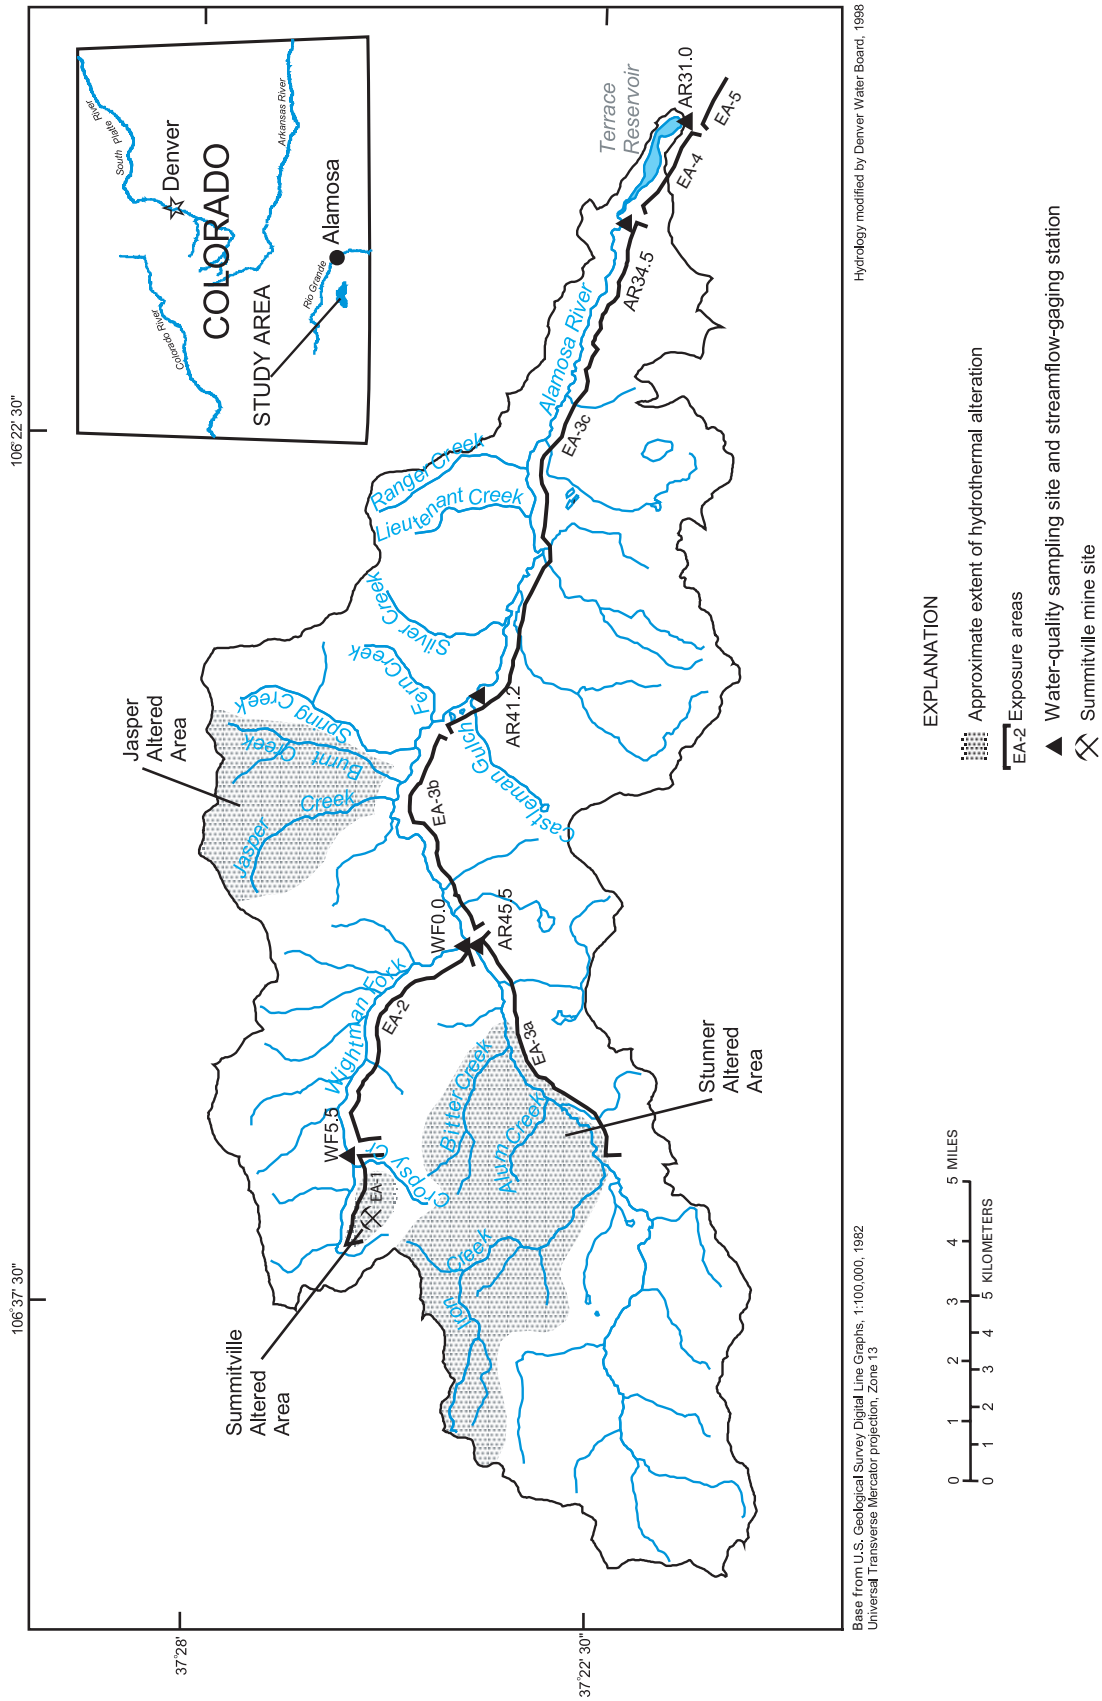 106°37' 30"
106°22' 30"
37°28'
37°22' 30"
COLORADO
Denver
Alamosa
STUDY AREA
South Platte
River
Arkansas River
Colorado River
Rio Grande
Summitville
Altered
Area
Jasper
Altered
Area
Stunner
Altered
Area
Wightman Fork
Cropsy Cr
Iron
Creek
Alum Creek
Bitter Creek
Jasper
Creek
Burnt
Creek
Spring Creek
Fern Creek
Silver Creek
Castleman Gulch
Lieutenant Creek
Ranger Creek
Alamosa River
Terrace
Reservoir
WF5.5
WF0.0
AR45.5
AR41.2
AR34.5
AR31.0
EA-1
EA-2
EA-3a
EA-3b
EA-3c
EA-4
EA-5
Base from U.S. Geological Survey Digital Line Graphs, 1:100,000, 1982
Universal Transverse Mercator projection, Zone 13
Hydrology modified by Denver Water Board, 1998
0 1 2 3 4 5 MILES
0 1 2 3 4 5 KILOMETERS
EXPLANATION
Approximate extent of hydrothermal alteration
EA-2 Exposure areas
Water-quality sampling site and streamflow-gaging station
Summitville mine site